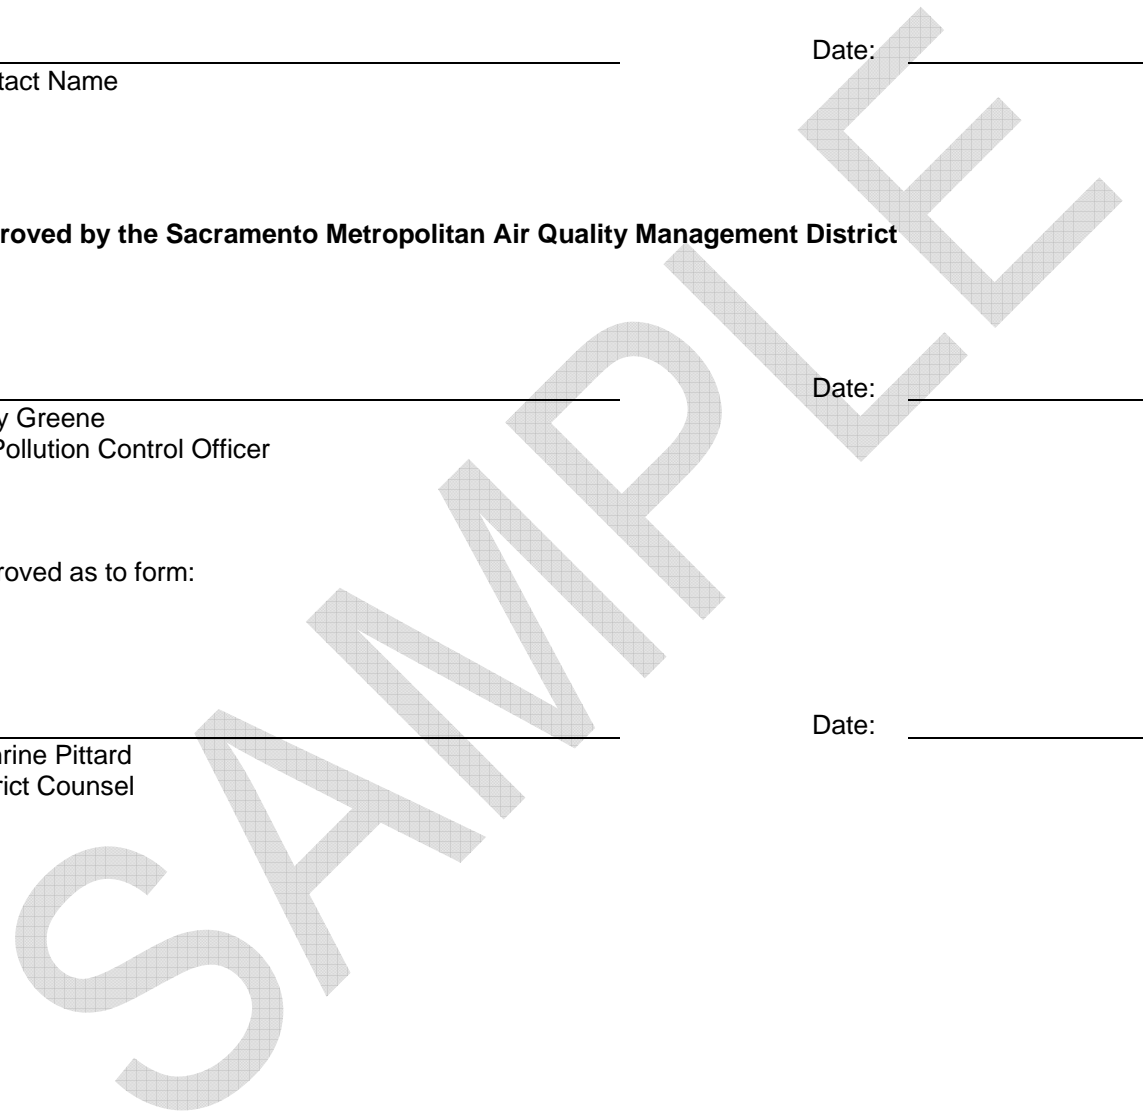 Date:
tact Name
roved by the Sacramento Metropolitan Air Quality Management District
Date:
y Greene
Pollution Control Officer
roved as to form:
Date:
rine Pittard
rict Counsel
SAMPLE